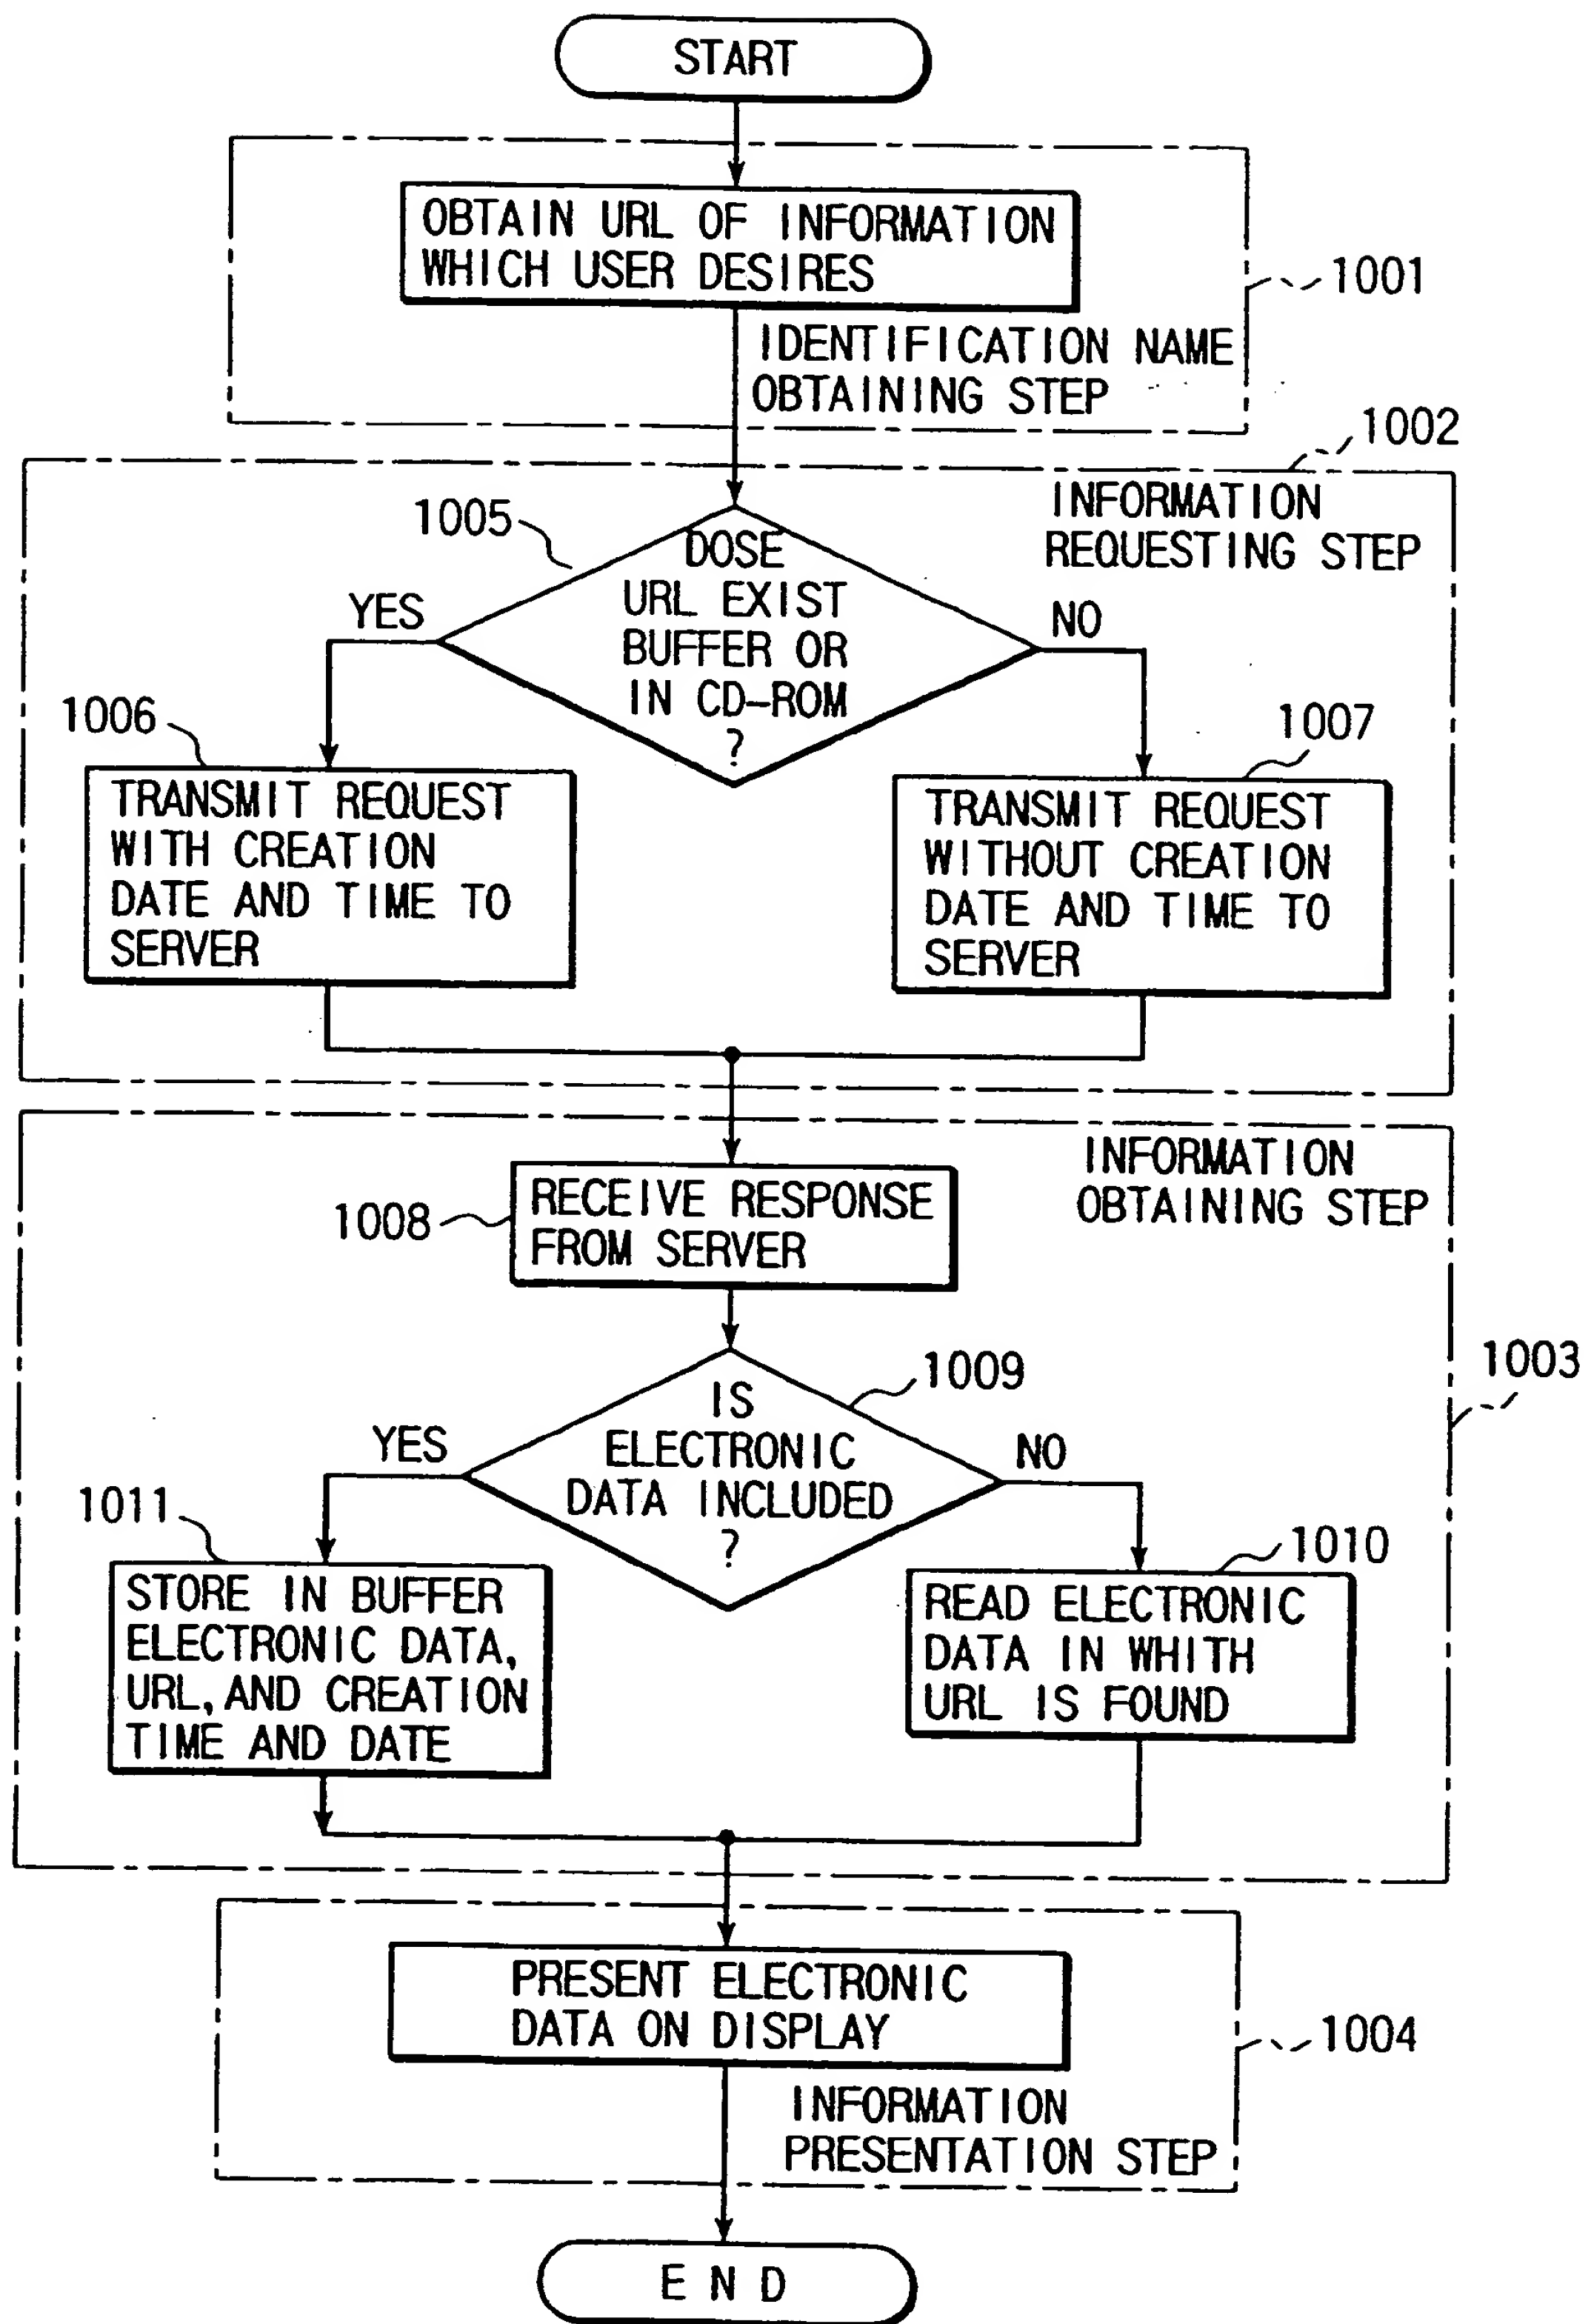 START
OBTAIN URL OF INFORMATION
WHICH USER DESIRES
1001
IDENTIFICATION NAME
OBTAINING STEP
1002
INFORMATION
REQUESTING STEP
1005
DOSE
URL EXIST
BUFFER OR
IN CD-ROM
?
YES
NO
1006
TRANSMIT REQUEST
WITH CREATION
DATE AND TIME TO
SERVER
1007
TRANSMIT REQUEST
WITHOUT CREATION
DATE AND TIME TO
SERVER
INFORMATION
OBTAINING STEP
1008
RECEIVE RESPONSE
FROM SERVER
1003
1009
IS
ELECTRONIC
DATA INCLUDED
?
YES
NO
1011
STORE IN BUFFER
ELECTRONIC DATA,
URL, AND CREATION
TIME AND DATE
1010
READ ELECTRONIC
DATA IN WHITH
URL IS FOUND
PRESENT ELECTRONIC
DATA ON DISPLAY
1004
INFORMATION
PRESENTATION STEP
END